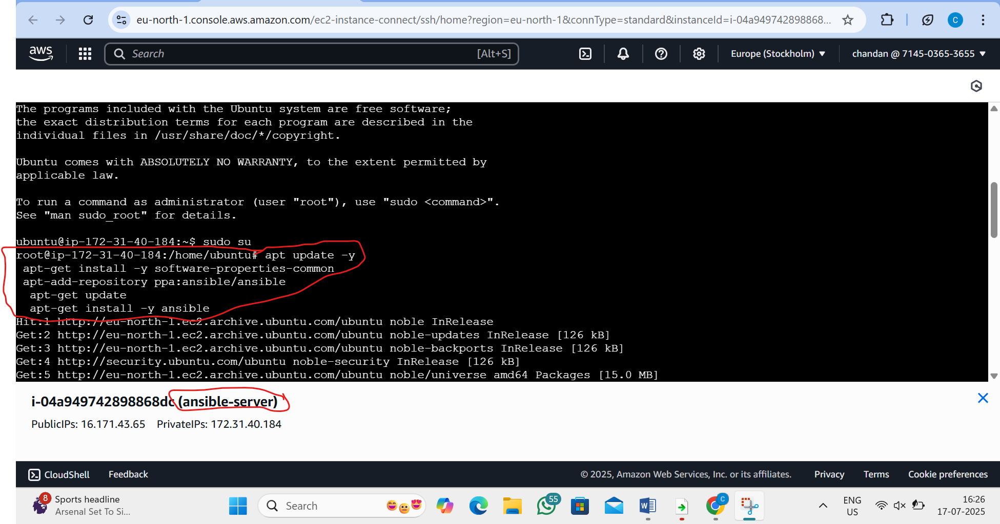 eu-north-1.console.aws.amazon.com/ec2-instance-connect/ssh/home?region=eu-north-1&connType=standard&instanceId=i-04a949742898868...
C
aws
Search
[Alt+S]
Europe (Stockholm)
chandan @ 7145-0365-3655
The programs included with the Ubuntu system are free software;
the exact distribution terms for each program are described in the
individual files in /usr/share/doc/*/copyright.
Ubuntu comes with ABSOLUTELY NO WARRANTY, to the extent permitted by
applicable law.
To run a command as administrator (user "root"), use "sudo <command>".
See "man sudo_root" for details.
ubuntu@ip-172-31-40-184:~$ sudo su
root@ip-172-31-40-184:/home/ubuntu# apt update -y
apt-get install -y software-properties-common
apt-add-repository ppa:ansible/ansible
apt-get update
apt-get install -y ansible
Hit:1 http://eu-north-1.ec2.archive.ubuntu.com/ubuntu noble InRelease
Get:2 http://eu-north-1.ec2.archive.ubuntu.com/ubuntu noble-updates InRelease [126 kB]
Get:3 http://eu-north-1.ec2.archive.ubuntu.com/ubuntu noble-backports InRelease [126 kB]
Get:4 http://security.ubuntu.com/ubuntu noble-security InRelease [126 kB]
Get:5 http://eu-north-1.ec2.archive.ubuntu.com/ubuntu noble/universe amd64 Packages [15.0 MB]
i-04a949742898868dc (ansible-server)
PublicIPs: 16.171.43.65 PrivateIPs: 172.31.40.184
CloudShell
Feedback
© 2025, Amazon Web Services, Inc. or its affiliates.
Privacy
Terms
Cookie preferences
8
Sports headline
Arsenal Set To Si...
Search
55
W
C
ENG
US
16:26
17-07-2025